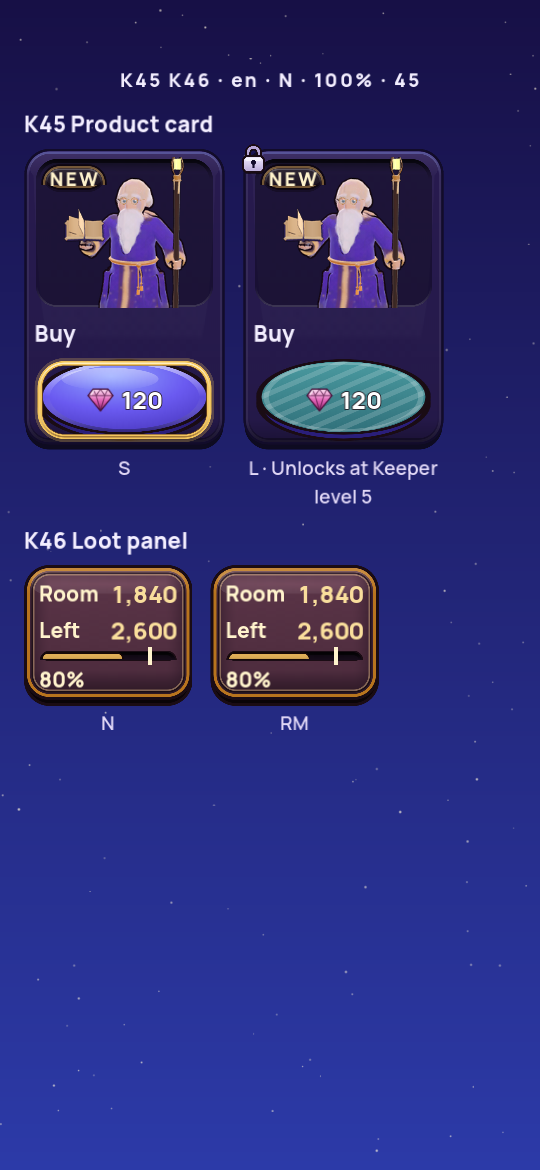 K45 K46 · en · N · 100% · 45
K45 Product card
NEW
NEW
Buy
Buy
120
120
S
L · Unlocks at Keeper
level 5
K46 Loot panel
Room 1,840
Left 2,600
80%
Room 1,840
Left 2,600
80%
N
RM